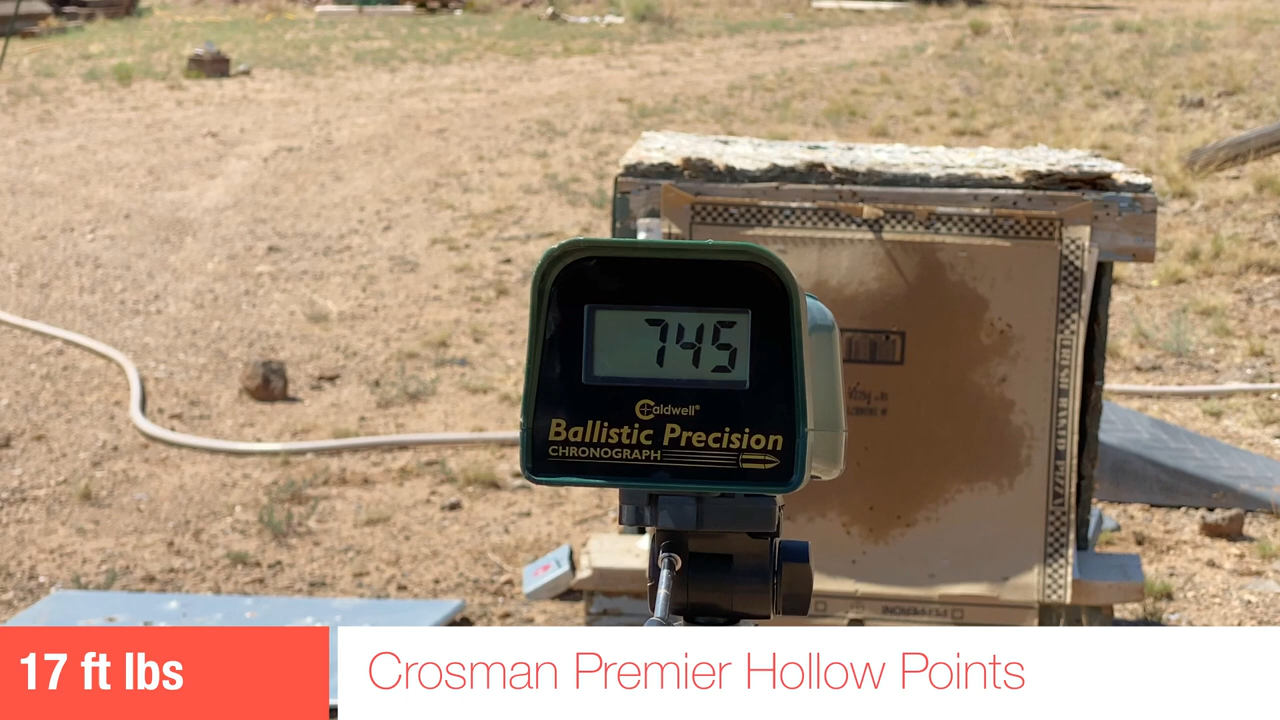 745
Caldwell®
Ballistic Precision
CHRONOGRAPH
17 ft lbs
Crosman Premier Hollow Points